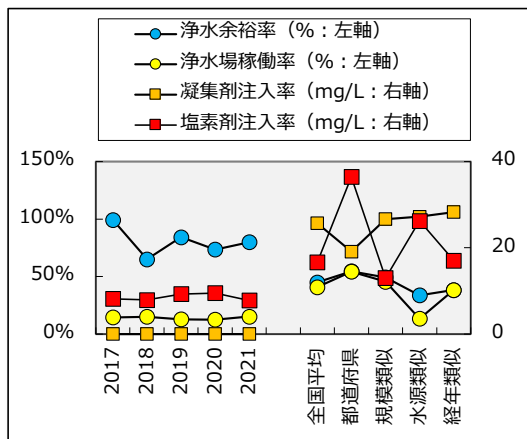 浄水余裕率（%：左軸）
浄水場稼働率（%：左軸）
凝集剤注入率（mg/L：右軸）
塩素剤注入率（mg/L：右軸）
150%
40
100%
20
50%
0%
0
2017
2018
2019
2020
2021
全国平均
都道府県
規模類似
水源類似
経年類似